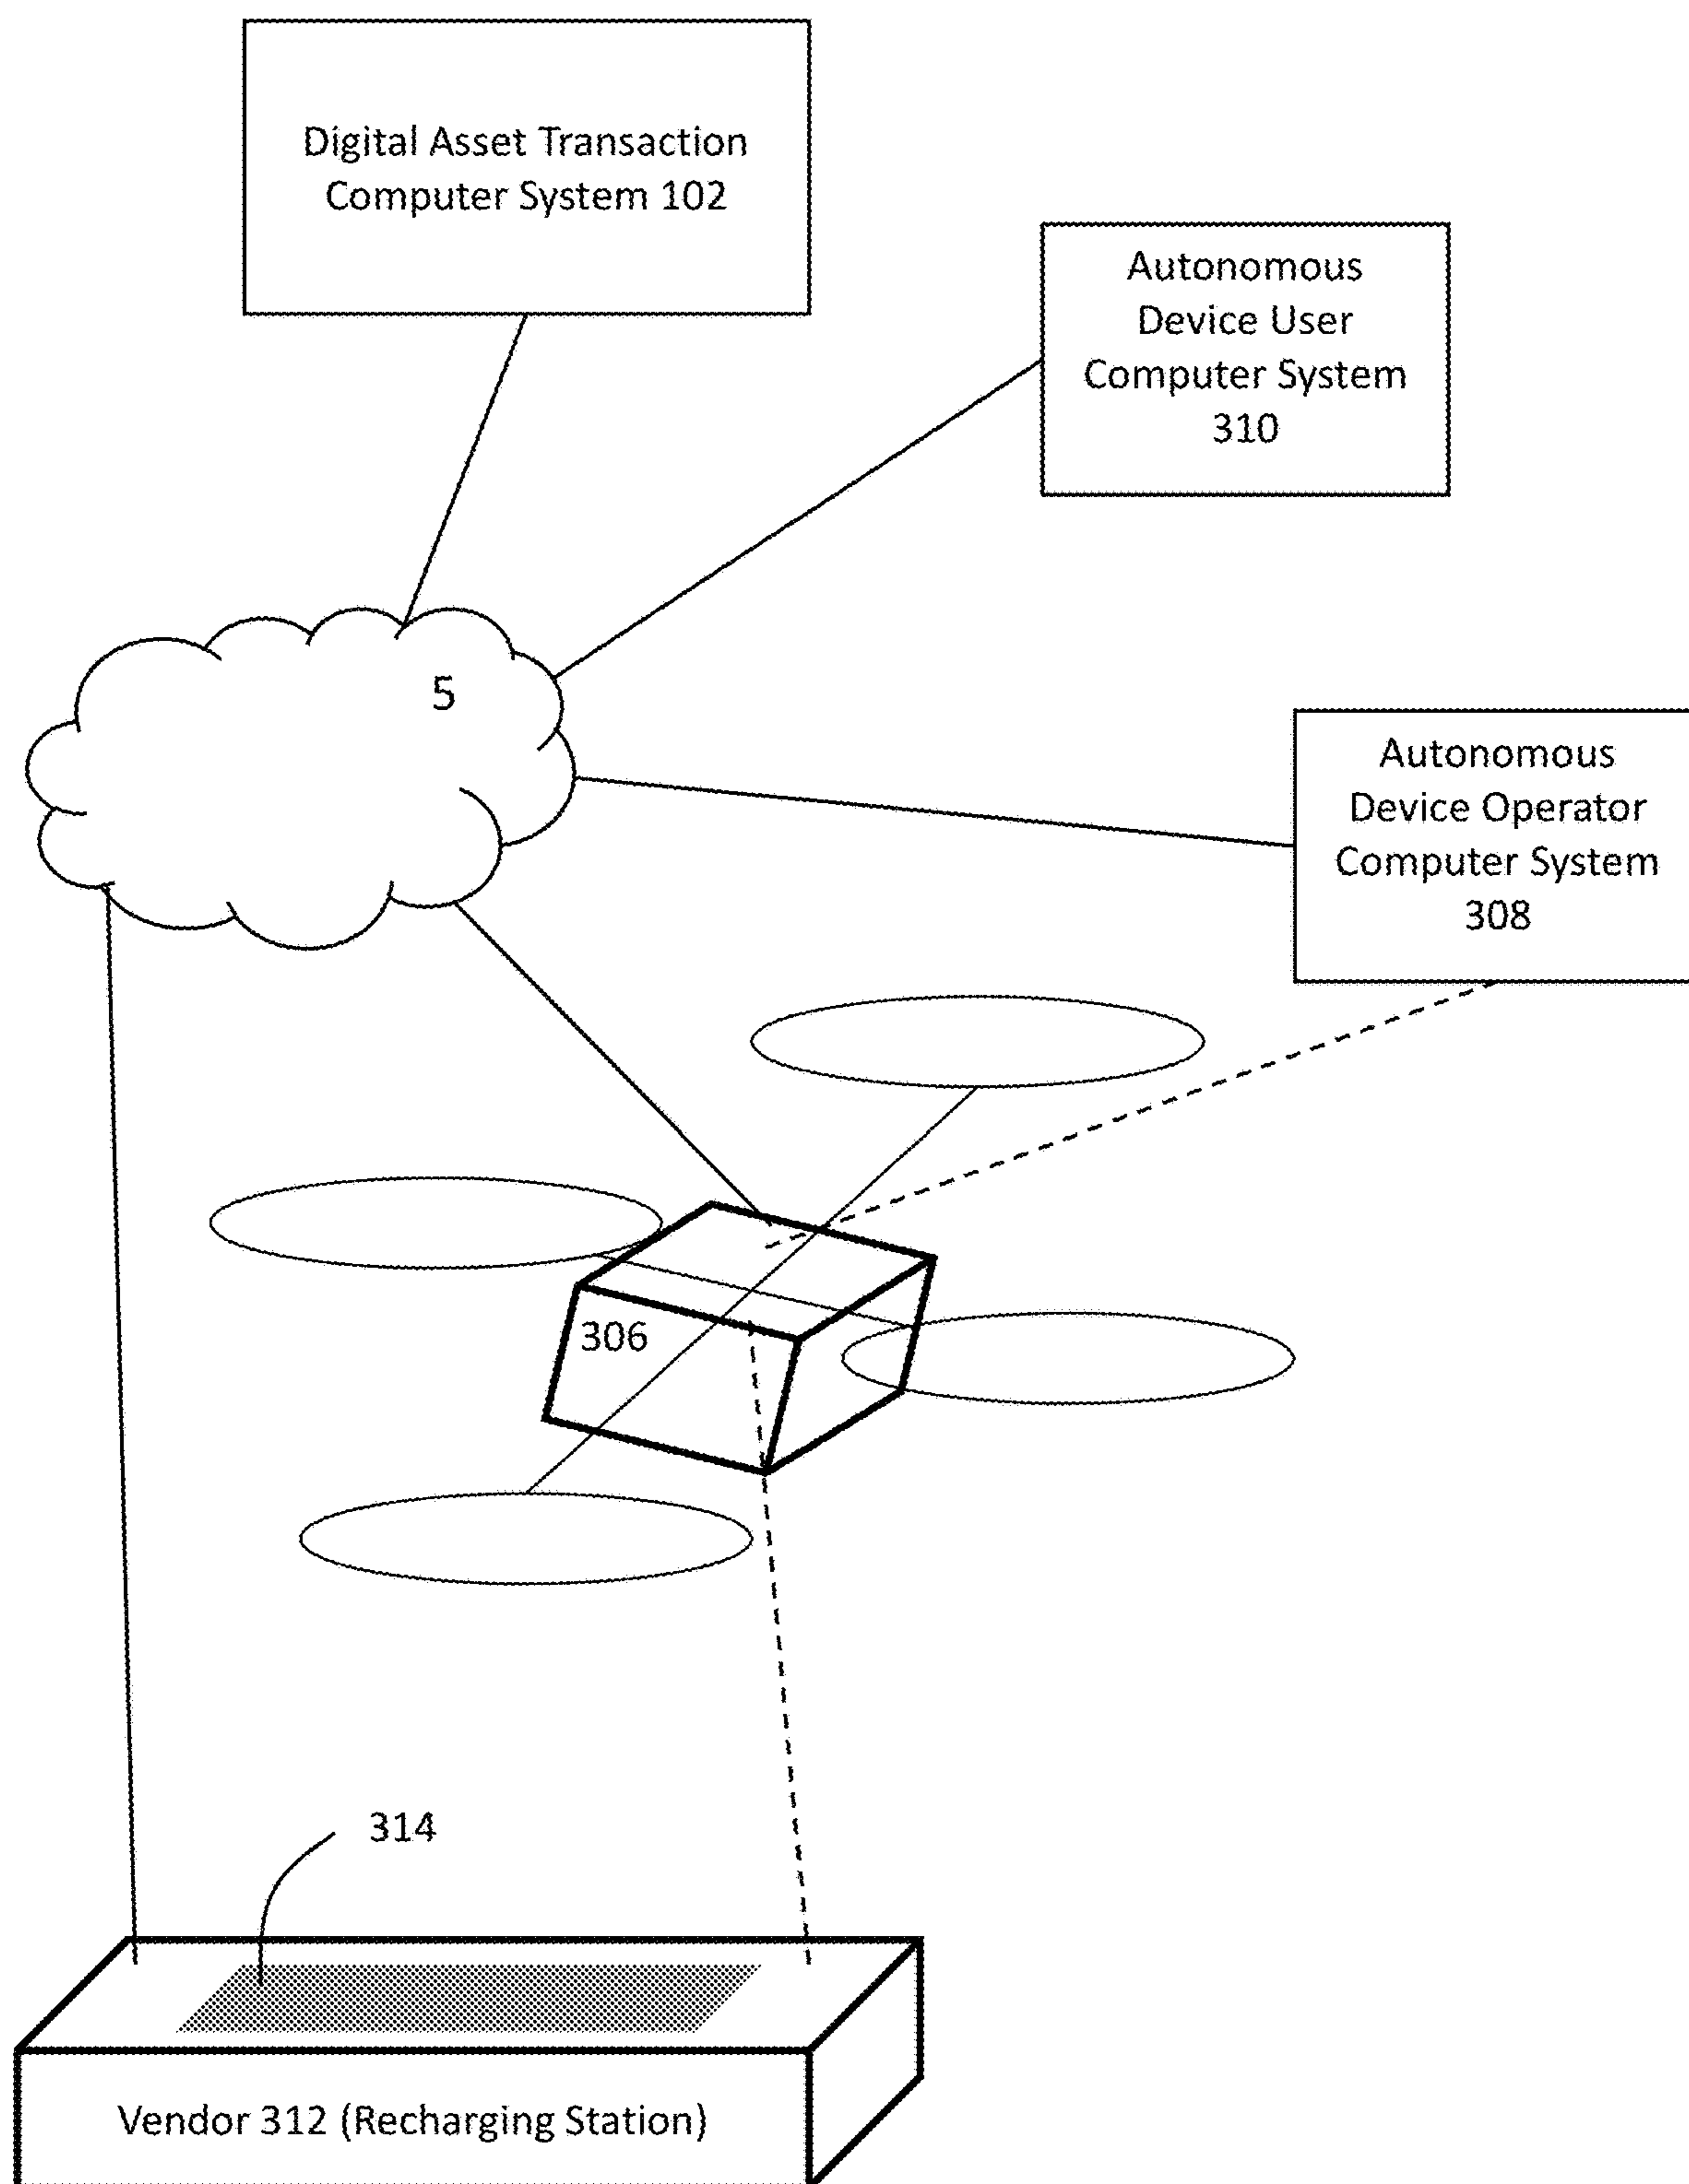 Digital Asset Transaction
Computer System 102
Autonomous
Device User
Computer System
310
5
Autonomous
Device Operator
Computer System
308
306
314
Vendor 312 (Recharging Station)